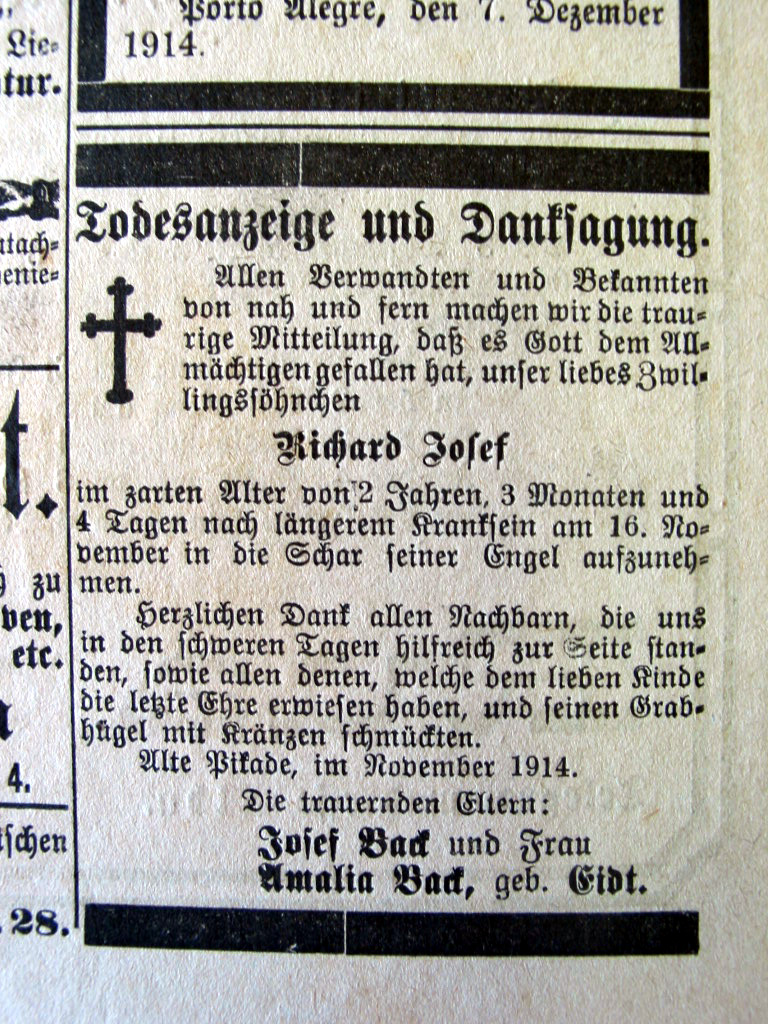 Porto Alegre, den 7. Dezember
1914.
Lie-
tur.
Todesanzeige und Danksagung.
Allen Verwandten und Bekannten
von nah und fern machen wir die trau-
rige Mitteilung, daß es Gott dem All-
mächtigen gefallen hat, unser liebes Zwil-
lingssöhnchen
Richard Josef
im zarten Alter von 2 Jahren, 3 Monaten und
4 Tagen nach längerem Kranksein am 16. No-
vember in die Schar seiner Engel aufzuneh-
men.
Herzlichen Dank allen Nachbarn, die uns
in den schweren Tagen hilfreich zur Seite stan-
den, sowie allen denen, welche dem lieben Kinde
die letzte Ehre erwiesen haben, und seinen Grab-
hügel mit Kränzen schmückten.
Alte Pikade, im November 1914.
Die trauernden Eltern:
Josef Back und Frau
Amalia Back, geb. Eidt.
atach-
enie-
t.
zu
ven,
etc.
4.
tschen
28.